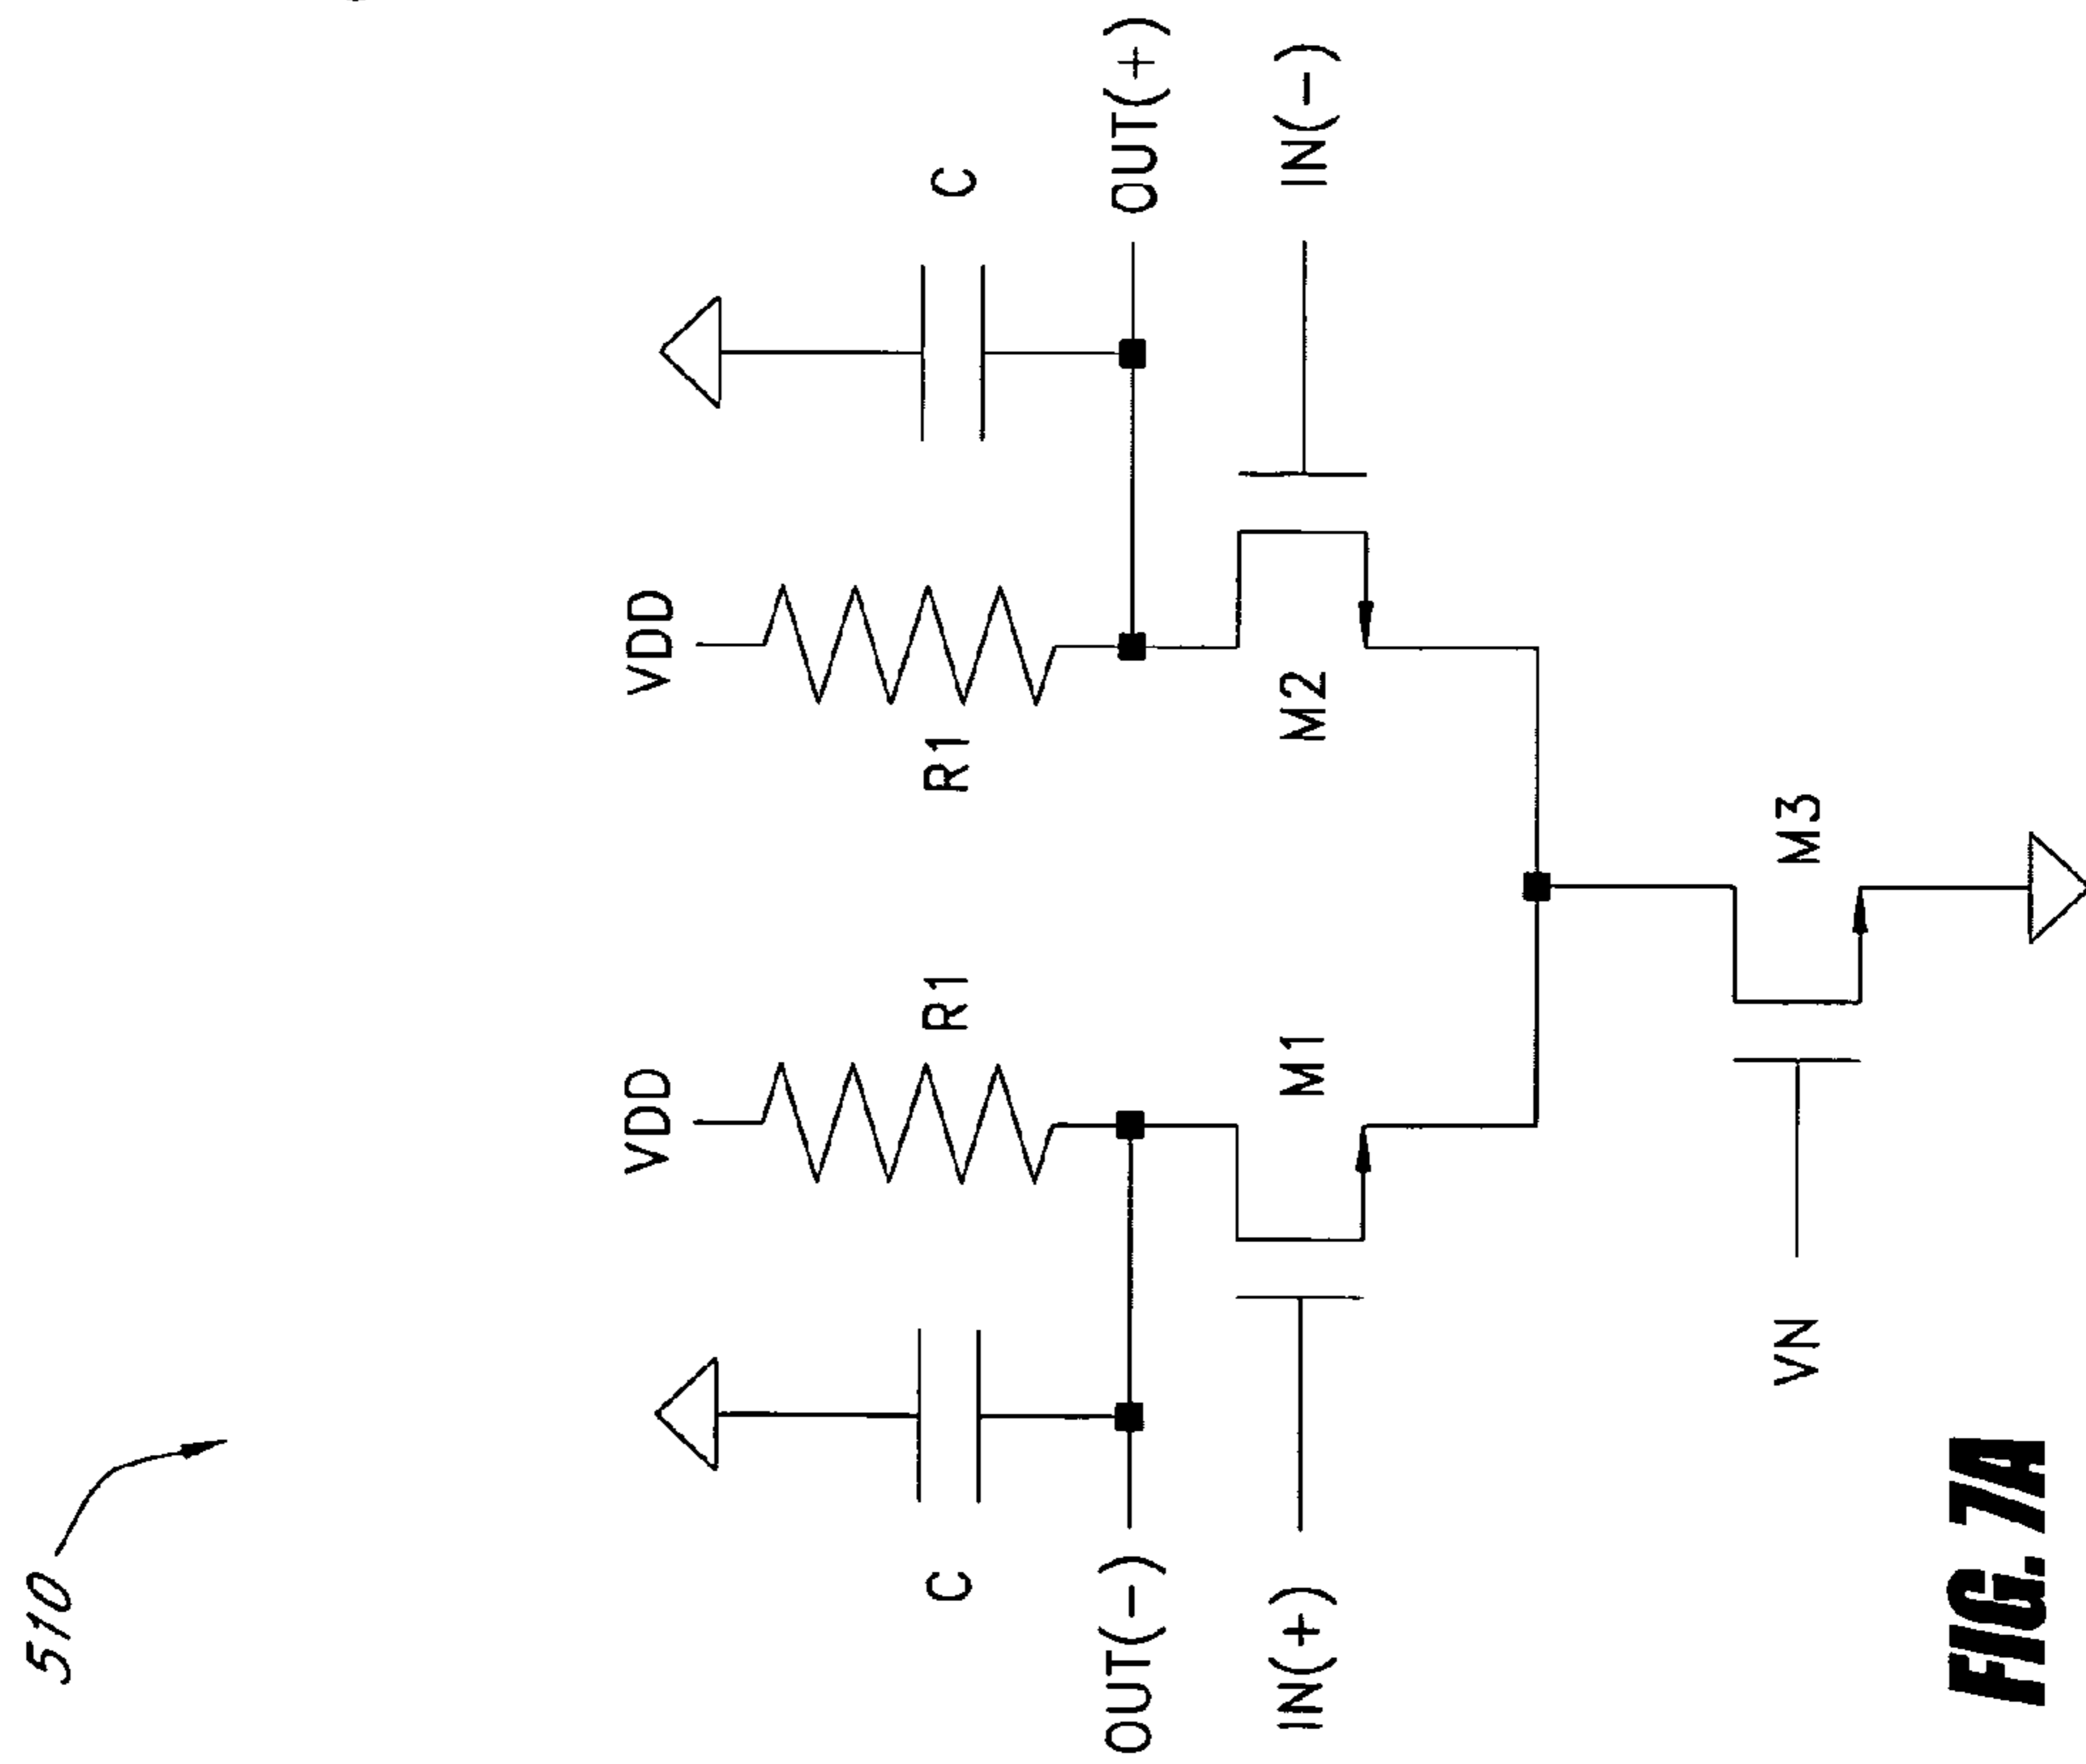 510
VDD
VDD
C
R1
R1
C
OUT(-)
OUT(+)
IN(+)
M1
M2
IN(-)
VN
M3
FIG. 7A